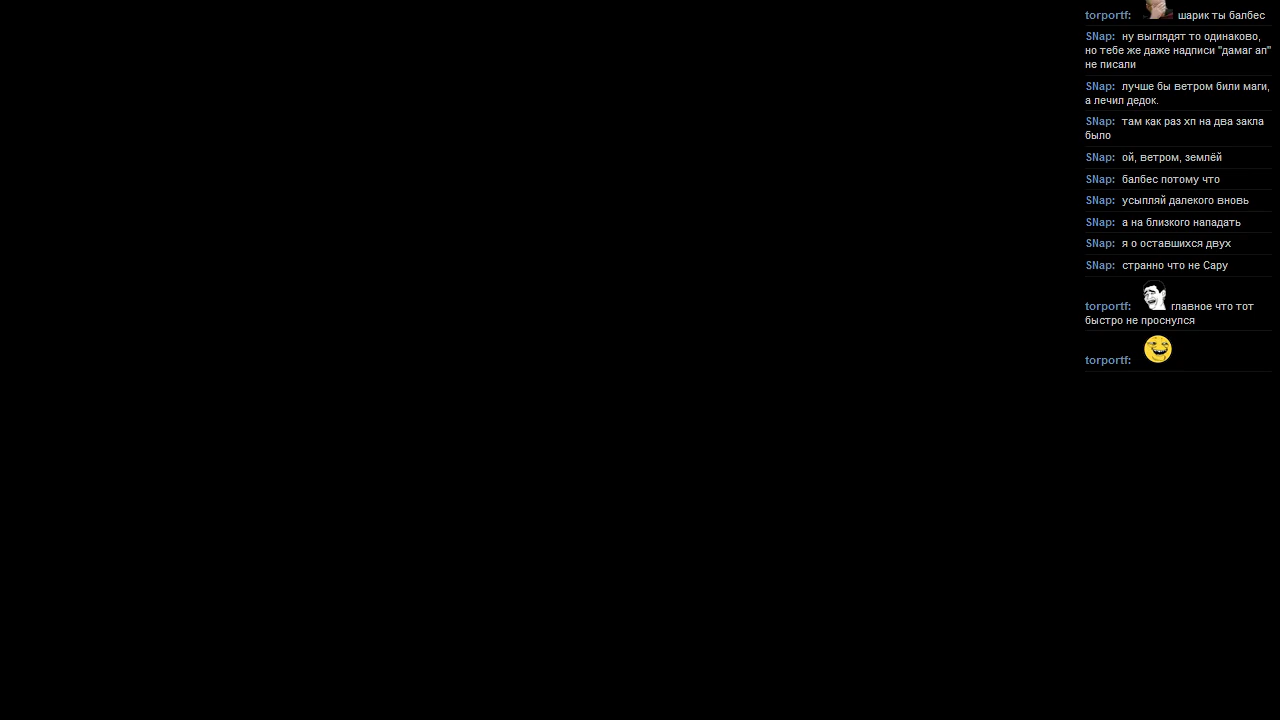 torportf: шарик ты балбес
SNap: ну выглядят то одинаково,
но тебе же даже надписи "дамаг ап"
не писали
SNap: лучше бы ветром били маги,
а лечил дедок.
SNap: там как раз хп на два закла
было
SNap: ой, ветром, землёй
SNap: балбес потому что
SNap: усыпляй далекого вновь
SNap: а на близкого нападать
SNap: я о оставшихся двух
SNap: странно что не Сару
torportf: главное что тот
быстро не проснулся
torportf: